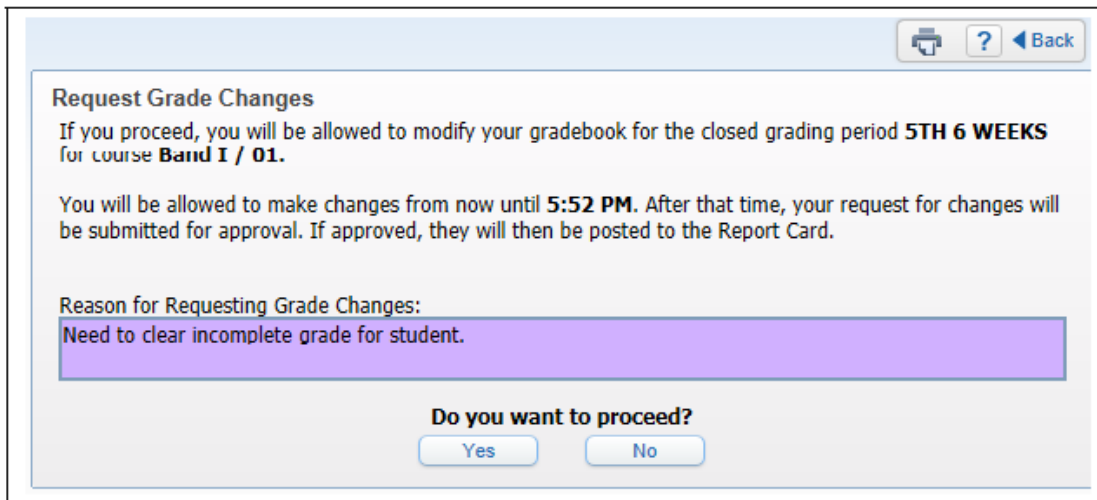 ? Back
Request Grade Changes
If you proceed, you will be allowed to modify your gradebook for the closed grading period 5TH 6 WEEKS
for course Band I / 01.
You will be allowed to make changes from now until 5:52 PM. After that time, your request for changes will
be submitted for approval. If approved, they will then be posted to the Report Card.
Reason for Requesting Grade Changes:
Need to clear incomplete grade for student.
Do you want to proceed?
Yes No